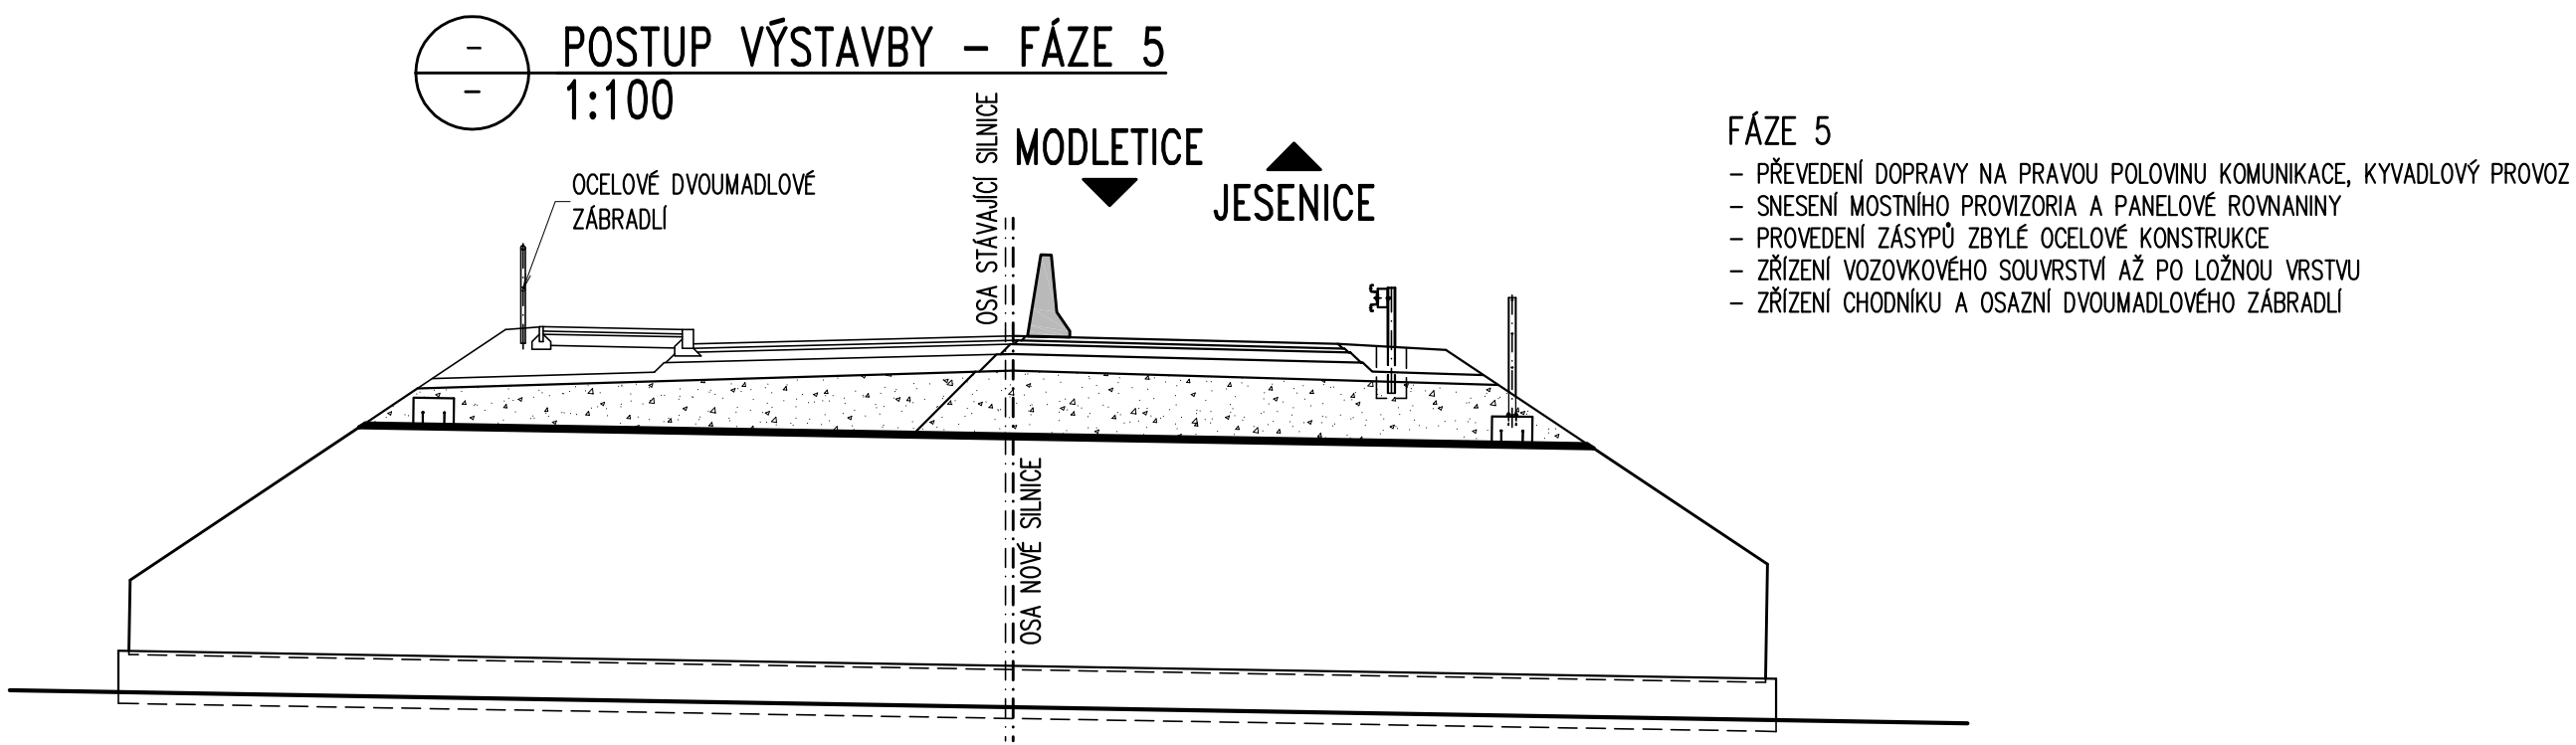 -
POSTUP VÝSTAVBY - FÁZE 5
-
1:100
OSA STÁVAJÍCÍ SILNICE
MODLETICE
JESENICE
OCELOVÉ DVOUMADLOVÉ
ZÁBRADLÍ
OSA NOVÉ SILNICE
FÁZE 5
- PŘEVEDENÍ DOPRAVY NA PRAVOU POLOVINU KOMUNIKACE, KYVADLOVÝ PROVOZ
- SNESENÍ MOSTNÍHO PROVIZORIA A PANELOVÉ ROVNANINY
- PROVEDENÍ ZÁSYPŮ ZBYLÉ OCELOVÉ KONSTRUKCE
- ZŘÍZENÍ VOZOVKOVÉHO SOUVRSTVÍ AŽ PO LOŽNOU VRSTVU
- ZŘÍZENÍ CHODNÍKU A OSAZNÍ DVOUMADLOVÉHO ZÁBRADLÍ